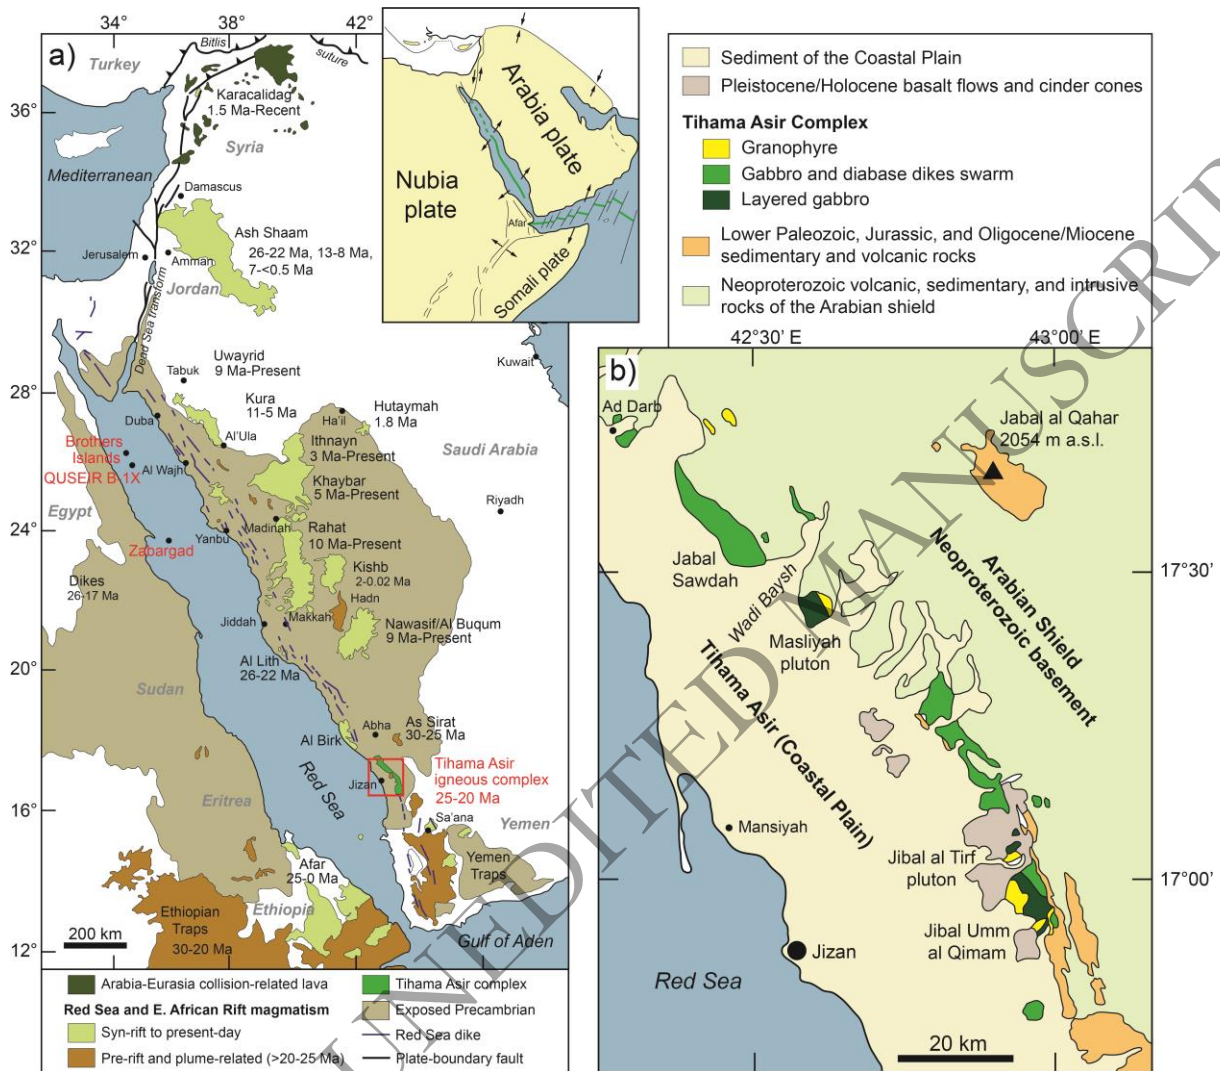 34°
38°
42°
a)
Turkey
Bitlis
suture
36°
Karacalidag
1.5 Ma-Recent
Syria
Mediterranean
Damascus
32°
Jerusalem
Amman
Ash Shaam
26-22 Ma, 13-8 Ma,
7-<0.5 Ma
Jordan
Dead Sea transform
Kuwait
28°
Tabuk
Uwayrid
9 Ma-Present
Kura
11-5 Ma
Hutaymah
1.8 Ma
Ha'il
Duba
Al'Ula
Brothers
Islands
QUSEIR B 1X
Al Wajh
Ithnayn
3 Ma-Present
Saudi Arabia
Khaybar
5 Ma-Present
Egypt
Riyadh
24°
Madinah
Yanbu
Rahat
10 Ma-Present
Zabargad
Kishb
2-0.02 Ma
Dikes
26-17 Ma
Hadn
Jiddah
Makkah
Nawasif/Al Buqum
9 Ma-Present
20°
Al Lith
26-22 Ma
Sudan
Abha
As Sirat
30-25 Ma
Al Birk
Red Sea
Jizan
Tihama Asir
igneous complex
25-20 Ma
16°
Eritrea
Sa'ana
Yemen
Afar
25-0 Ma
Yemen
Traps
Ethiopian
Traps
30-20 Ma
Ethiopia
200 km
12°
Gulf of Aden
Arabia-Eurasia collision-related lava
Red Sea and E. African Rift magmatism
Syn-rift to present-day
Pre-rift and plume-related (>20-25 Ma)
Tihama Asir complex
Exposed Precambrian
Red Sea dike
Plate-boundary fault
Arabia plate
Nubia
plate
Afar
Somali plate
Sediment of the Coastal Plain
Pleistocene/Holocene basalt flows and cinder cones
Tihama Asir Complex
Granophyre
Gabbro and diabase dikes swarm
Layered gabbro
Lower Paleozoic, Jurassic, and Oligocene/Miocene
sedimentary and volcanic rocks
Neoproterozoic volcanic, sedimentary, and intrusive
rocks of the Arabian shield
42°30' E
43°00' E
b)
Ad Darb
Jabal al Qahar
2054 m a.s.l.
Jabal
Sawdah
Wadi Baysh
Arabian Shield
Neoproterozoic basement
17°30'
Masliyah
pluton
Tihama Asir (Coastal Plain)
Mansiyah
Jibal al Tirf
pluton
17°00'
Jibal Umm
al Qimam
Jizan
Red Sea
20 km
UNEDITED MANUSCRIP